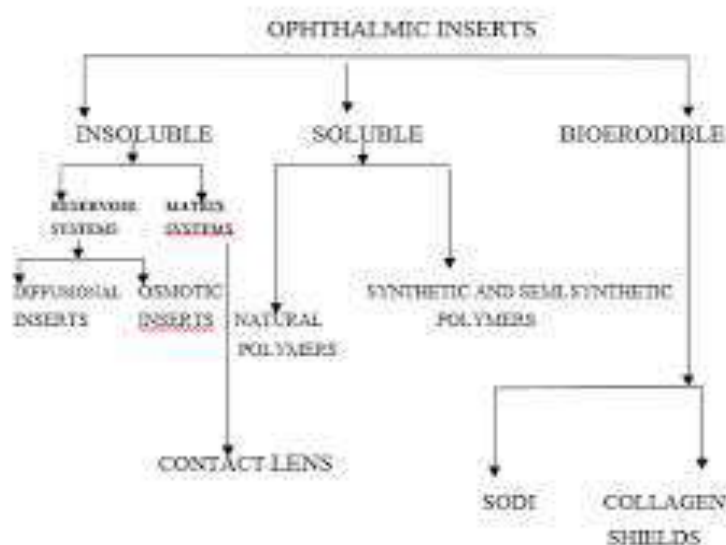 OPHTHALMIC INSERTS
INSOLUBLE SOLUBLE BIOERODIBLE
RESERVOIR MATRIX
SYSTEMS SYSTEMS
DIFFUSIONAL OSMOTIC SYNTHETIC AND SEMI SYNTHETIC
INSERTS INSERTS NATURAL POLYMERS
POLYMERS
CONTACT LENS
SODI COLLAGEN
SHIELDS